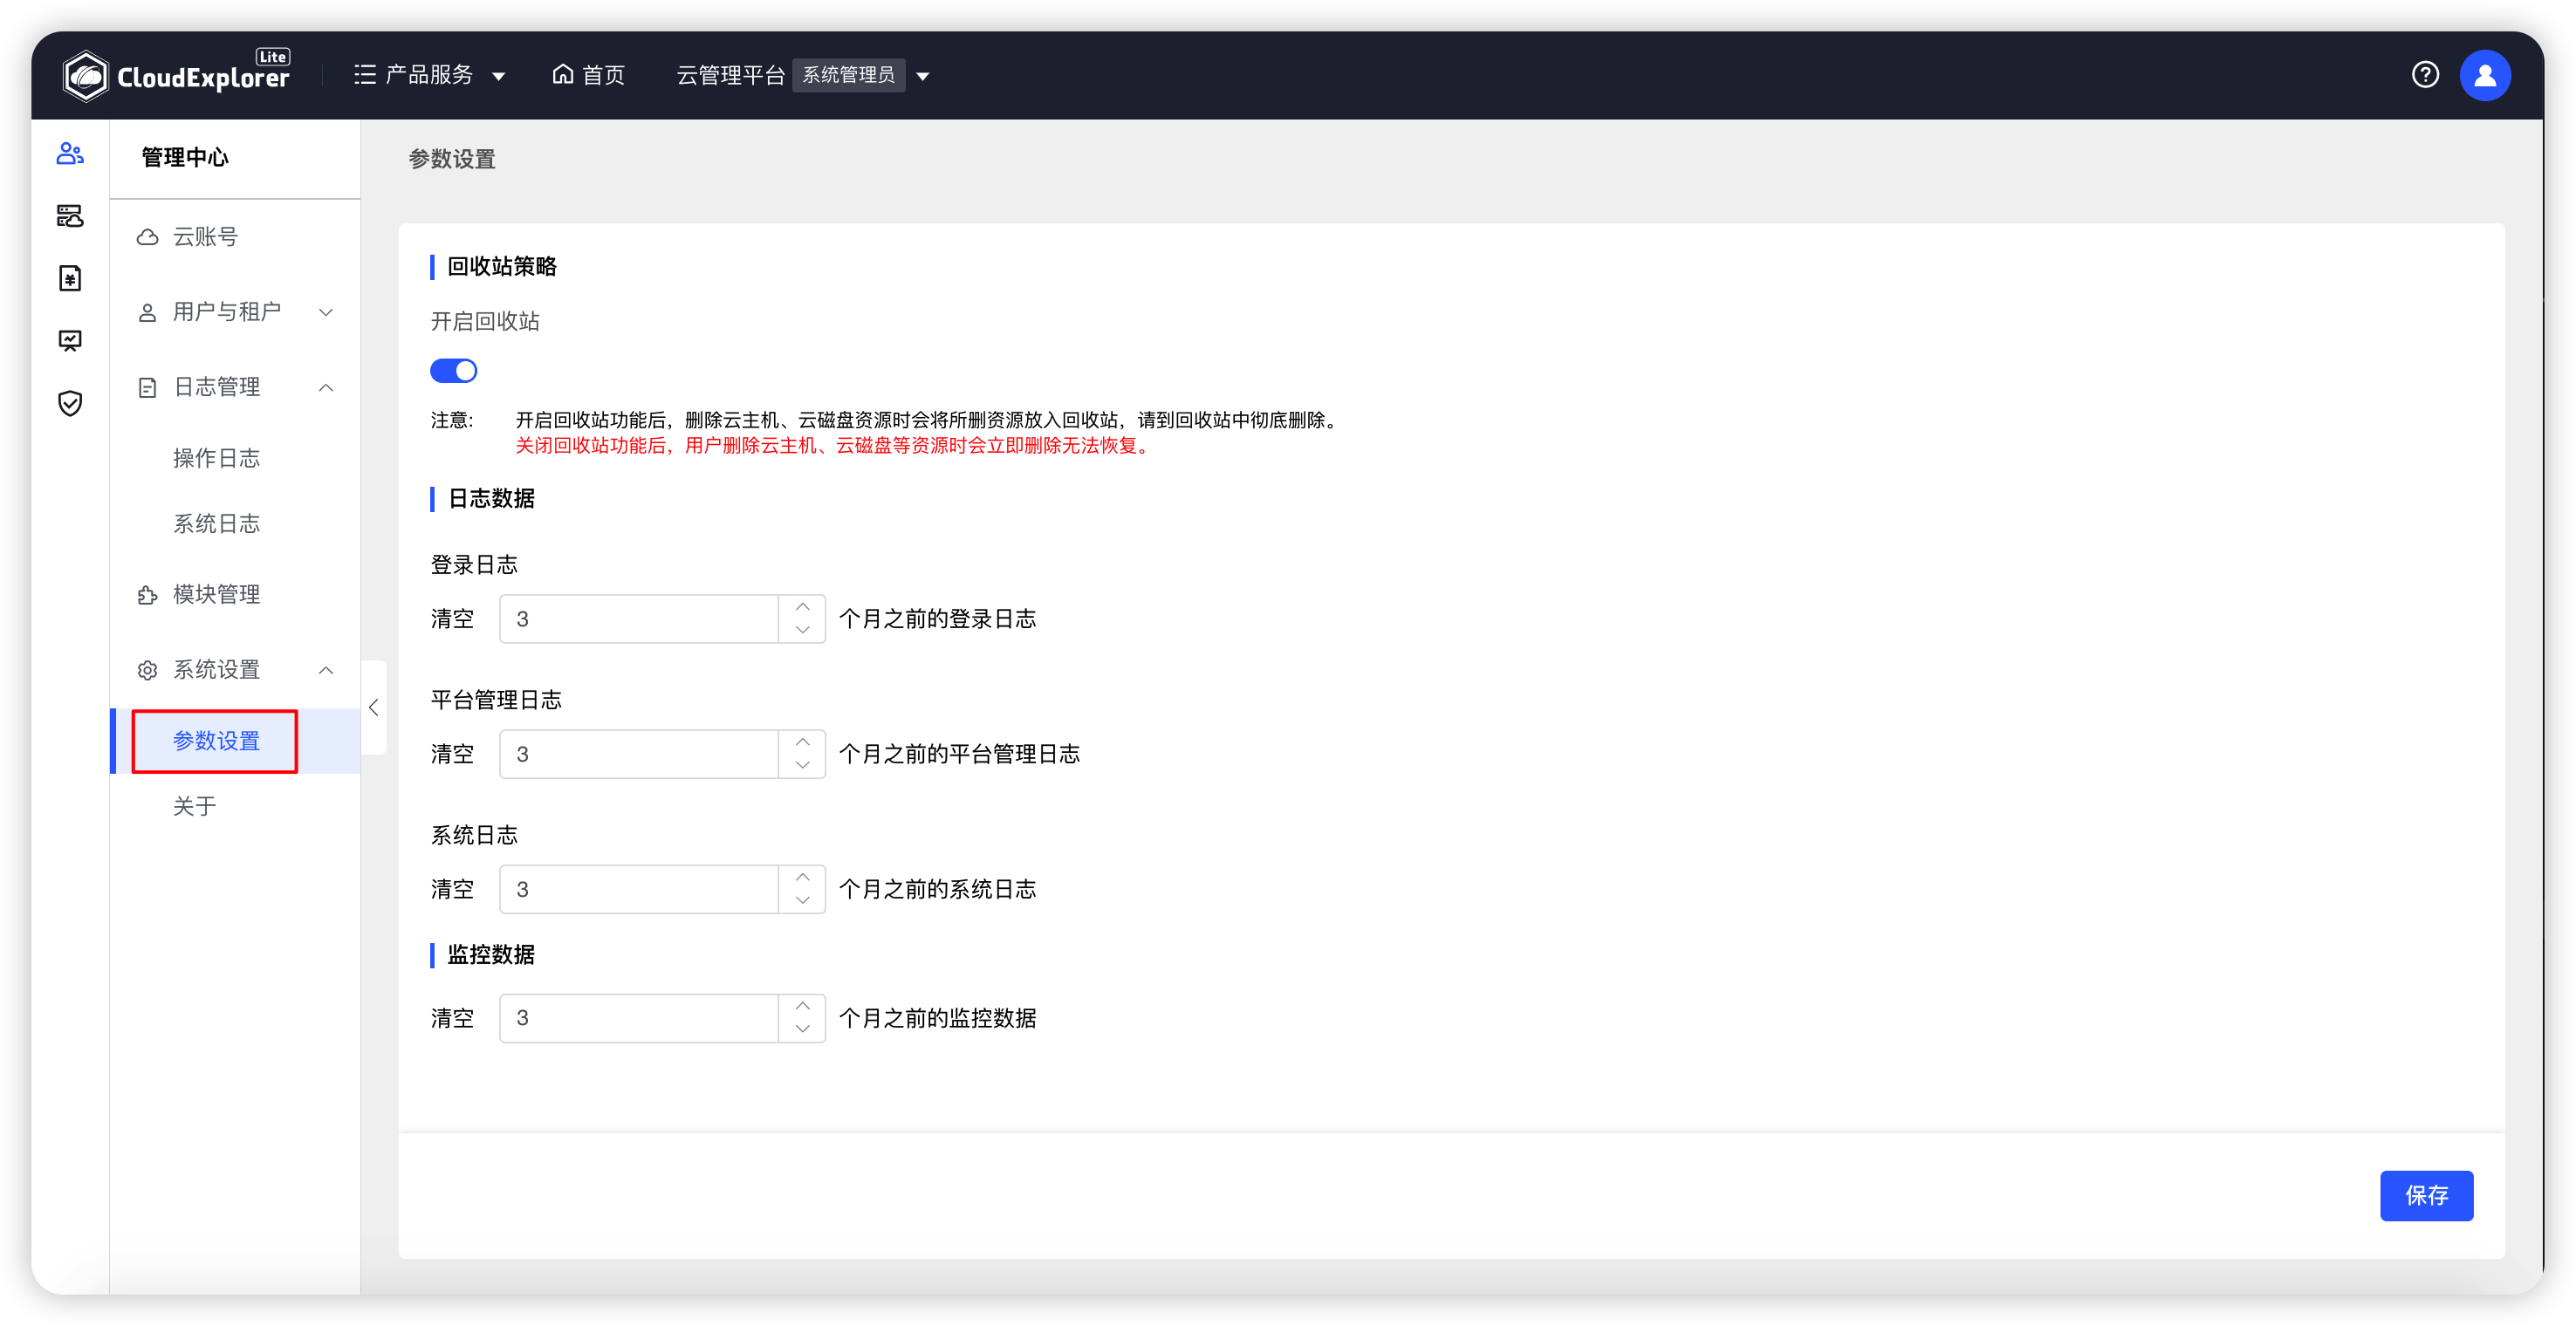 CloudExplorer Lite
产品服务
首页
云管理平台 系统管理员
管理中心
云账号
用户与租户
日志管理
操作日志
系统日志
模块管理
系统设置
参数设置
关于
参数设置
回收站策略
开启回收站
注意: 开启回收站功能后，删除云主机、云磁盘资源时会将所删资源放入回收站，请到回收站中彻底删除。
关闭回收站功能后，用户删除云主机、云磁盘等资源时会立即删除无法恢复。
日志数据
登录日志
清空 3 个月之前的登录日志
平台管理日志
清空 3 个月之前的平台管理日志
系统日志
清空 3 个月之前的系统日志
监控数据
清空 3 个月之前的监控数据
保存